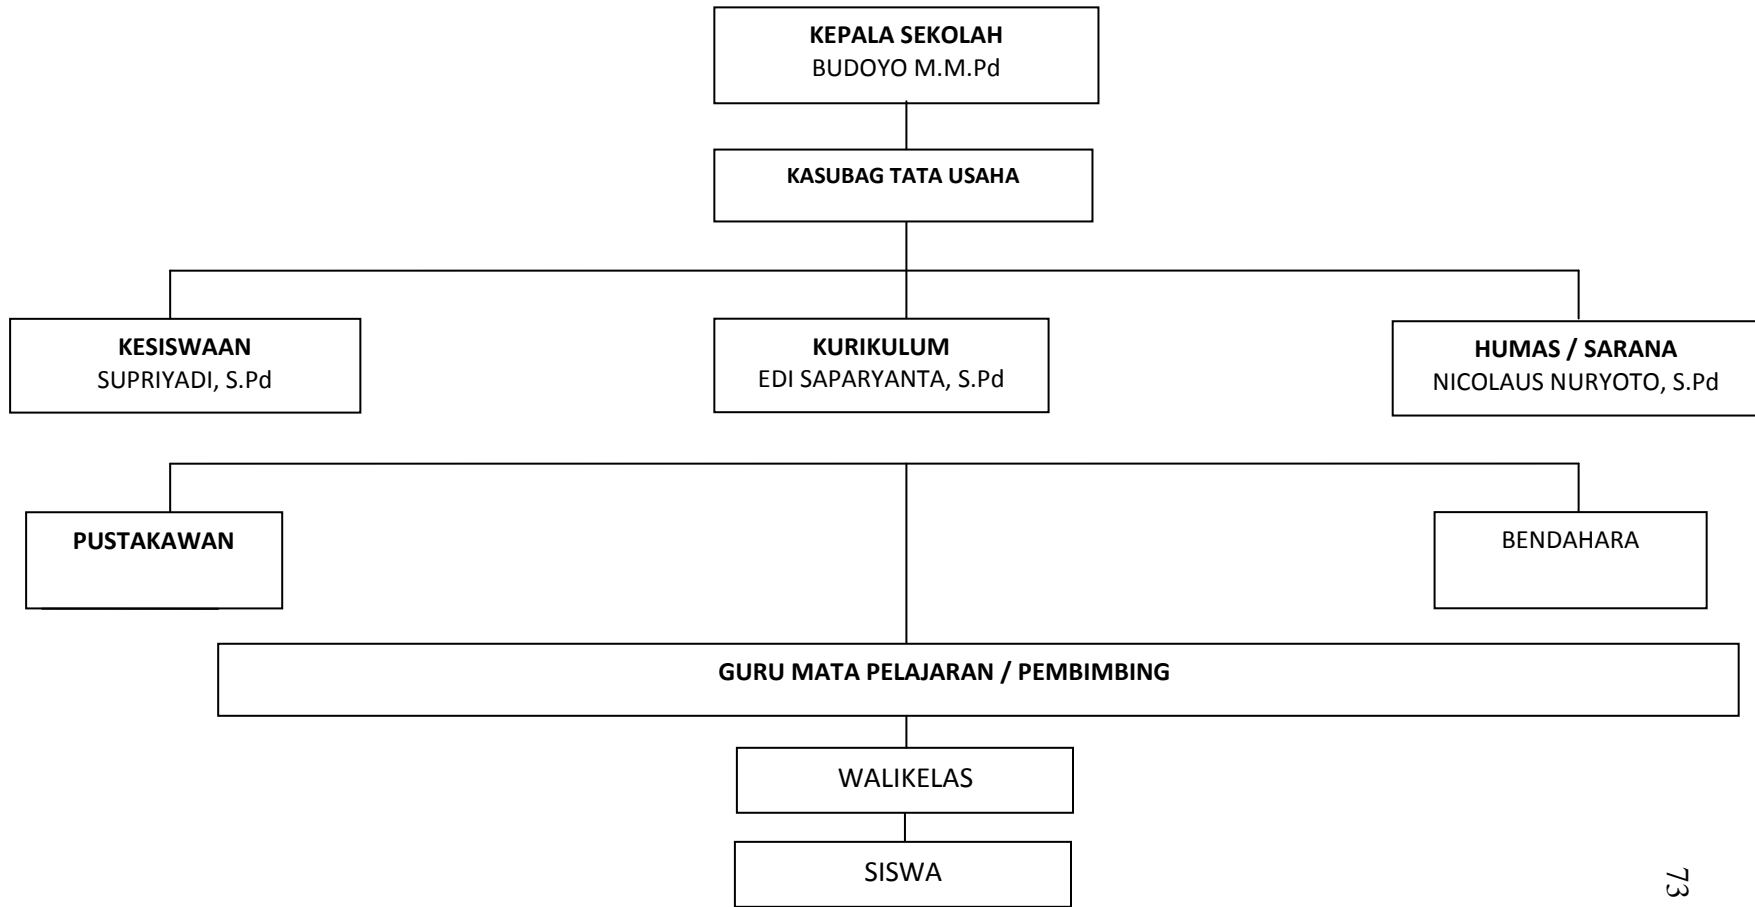 KEPALA SEKOLAH
BUDOYO M.M.Pd
KASUBAG TATA USAHA
KESISWAAN
SUPRIYADI, S.Pd
KURIKULUM
EDI SAPARYANTA, S.Pd
HUMAS / SARANA
NICOLAUS NURYOTO, S.Pd
PUSTAKAWAN
BENDAHARA
GURU MATA PELAJARAN / PEMBIMBING
WALIKELAS
SISWA
73